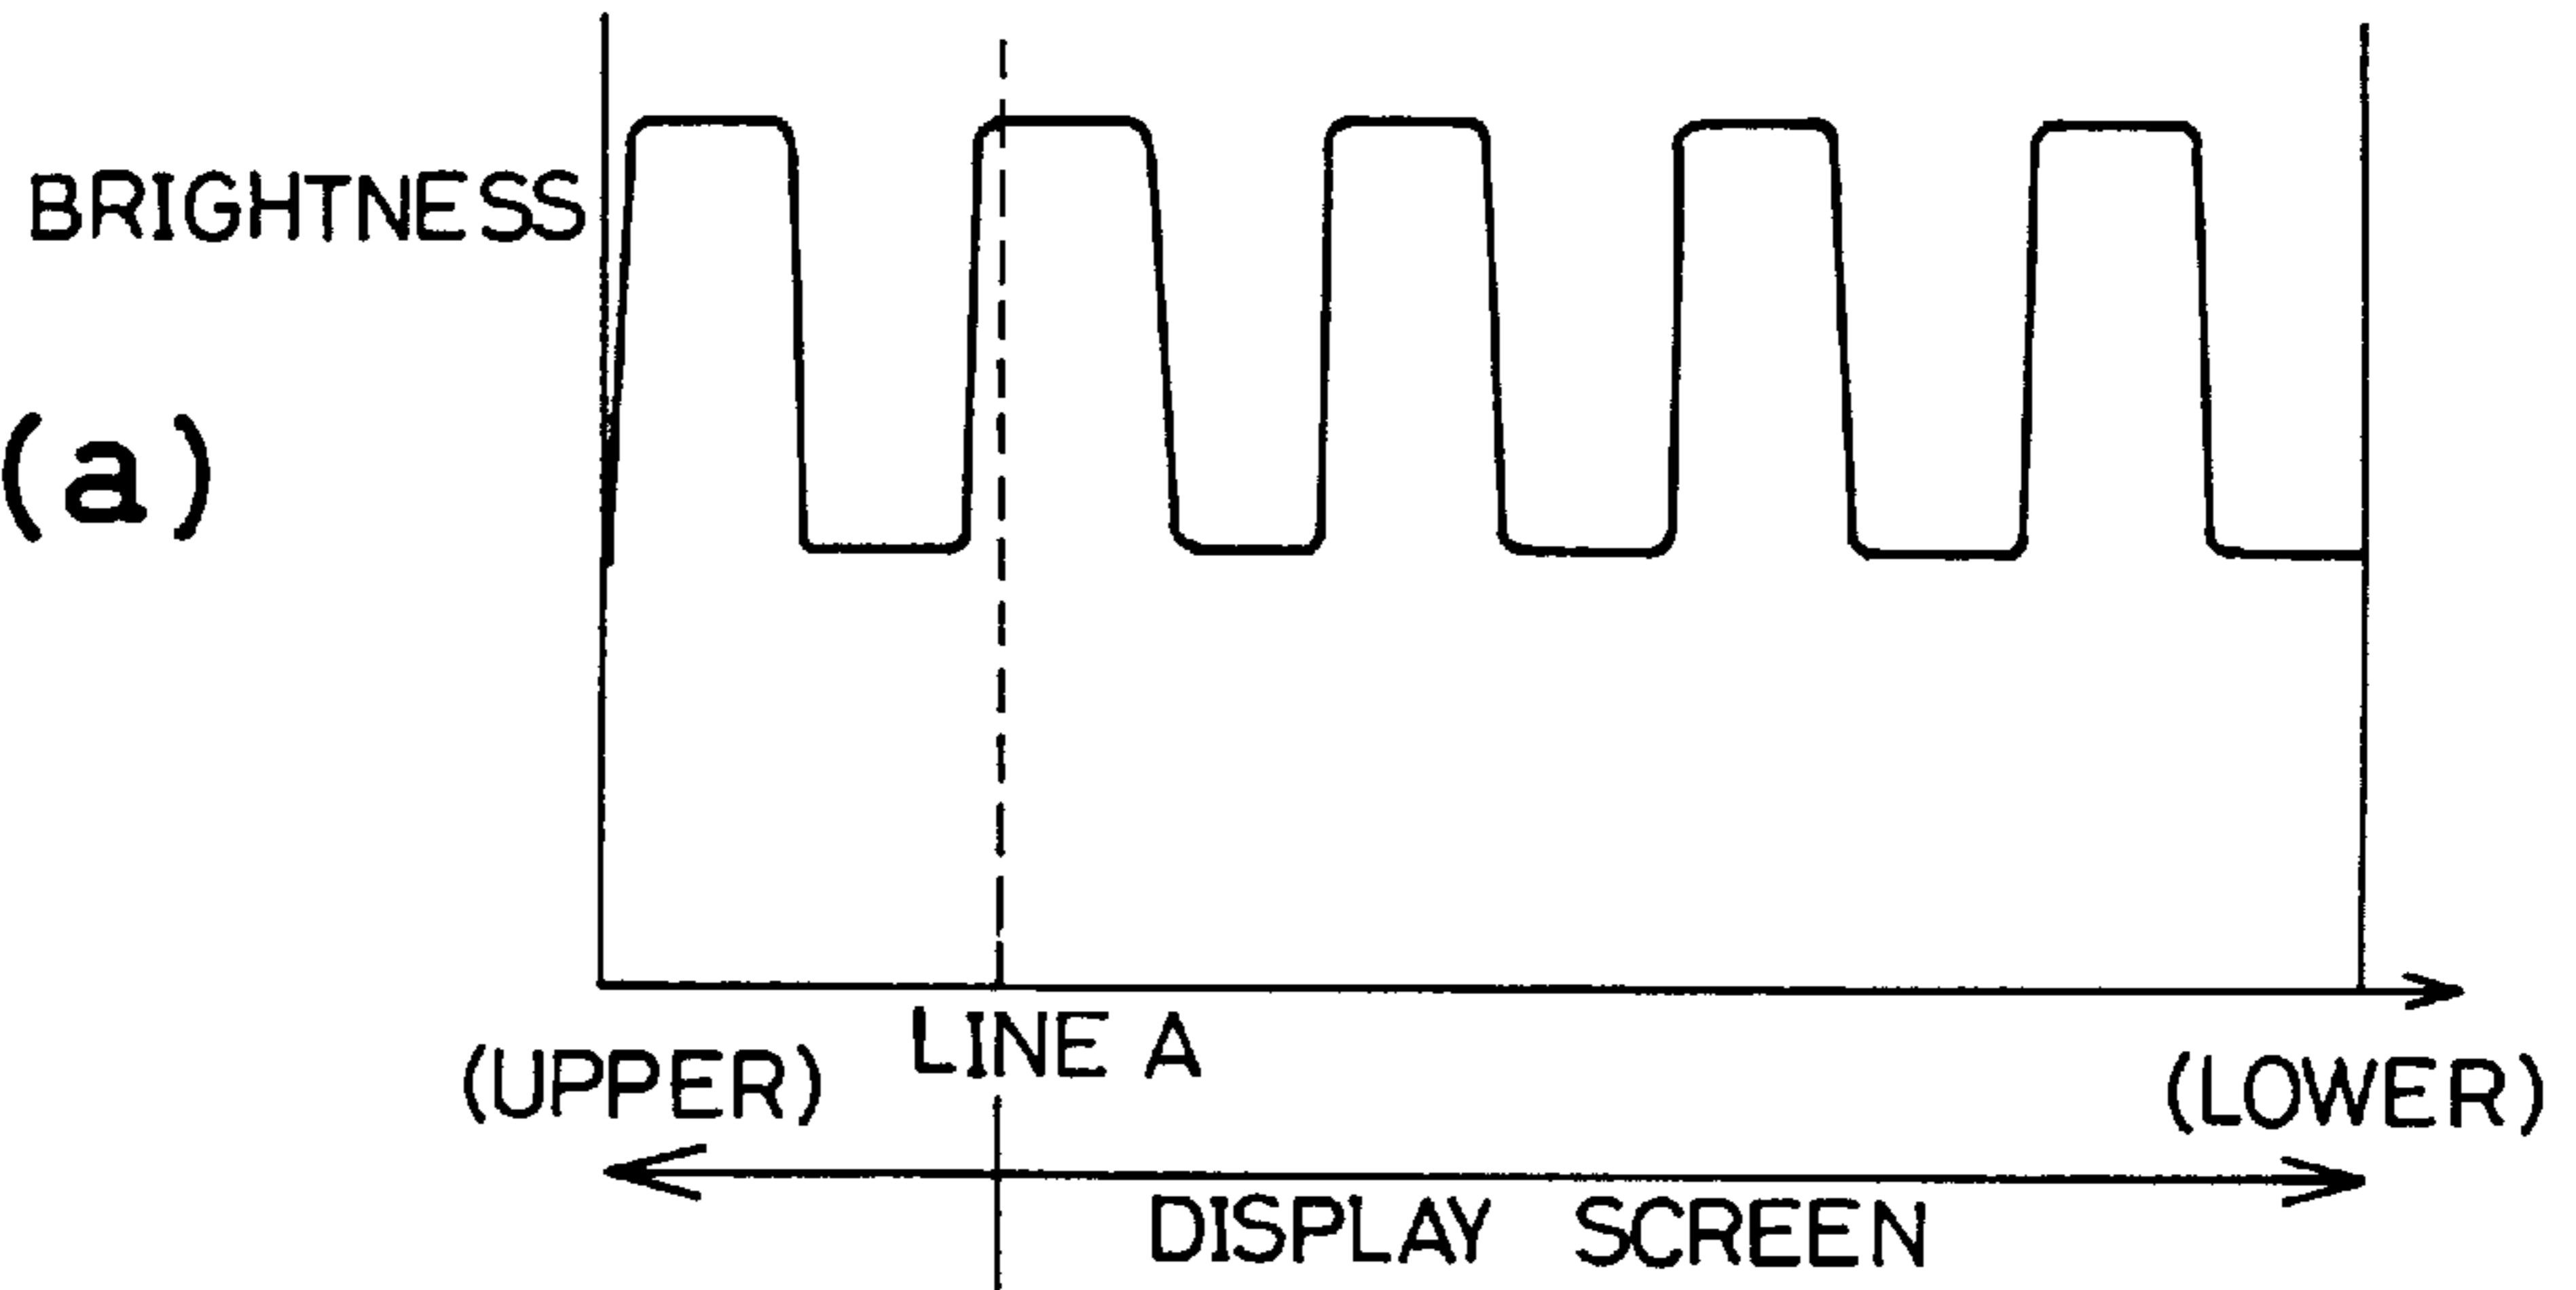 BRIGHTNESS
(a)
LINE A
(UPPER)
(LOWER)
DISPLAY SCREEN